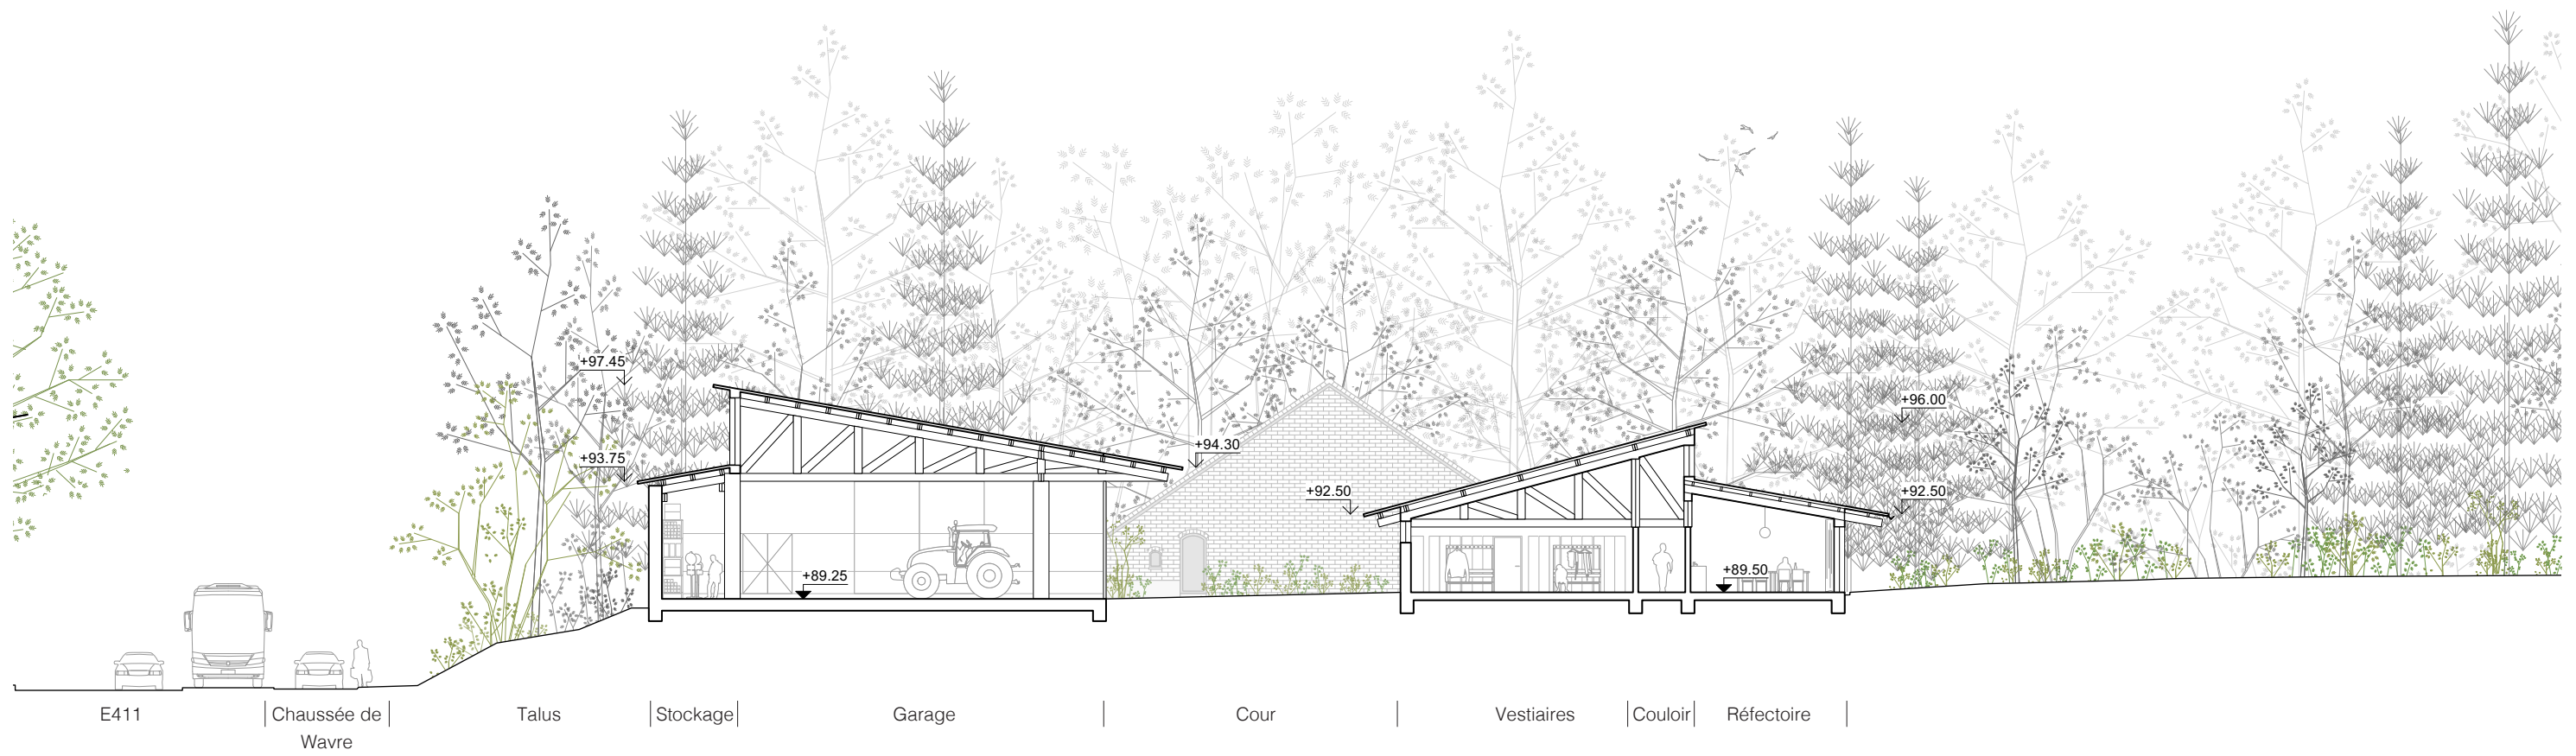 +97.45
+96.00
+94.30
+93.75
+92.50
+92.50
+89.25
+89.50
E411
Chaussée de
Wavre
Talus
Stockage
Garage
Cour
Vestiaires
Couloir
Réfectoire